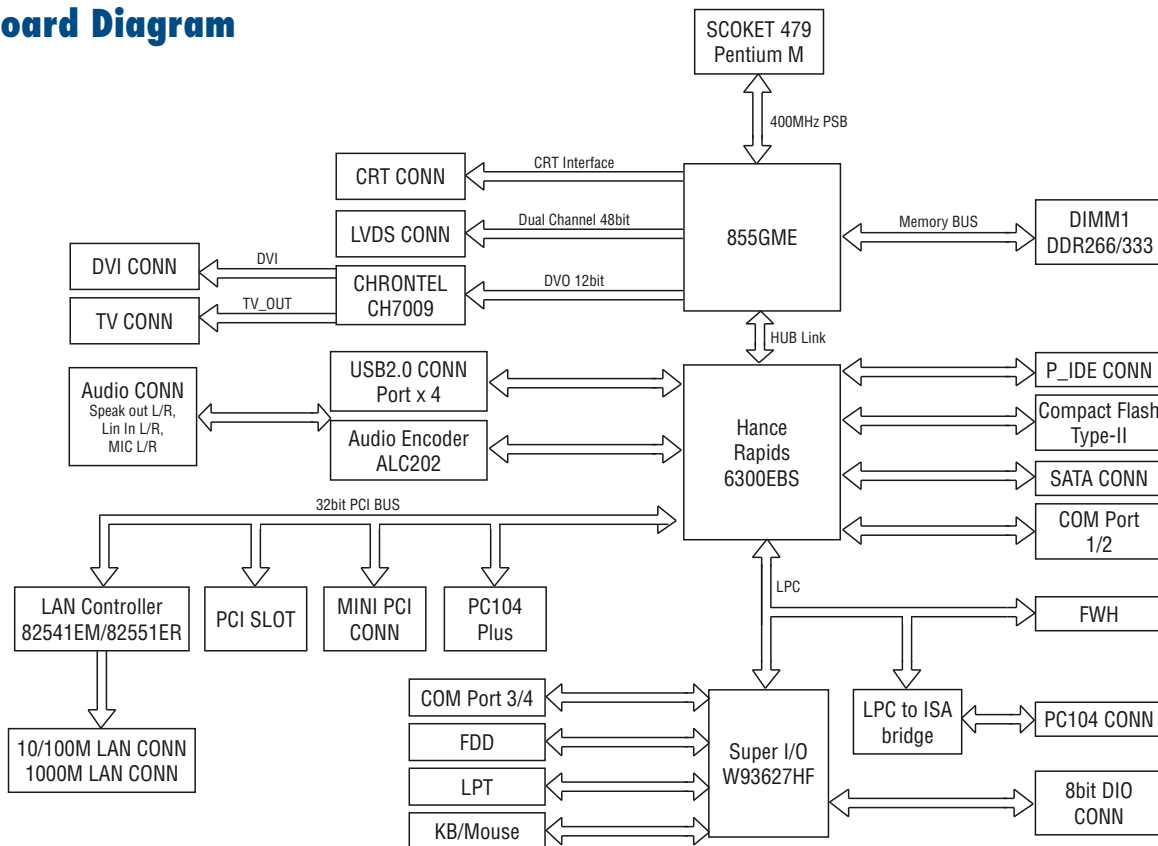 oard Diagram
SCOKET 479
Pentium M
400MHz PSB
CRT CONN
CRT Interface
LVDS CONN
Dual Channel 48bit
855GME
Memory BUS
DIMM1
DDR266/333
DVI CONN
DVI
CHRONTEL
CH7009
DVO 12bit
TV CONN
TV_OUT
HUB Link
Audio CONN
Speak out L/R,
Lin In L/R,
MIC L/R
USB2.0 CONN
Port x 4
Audio Encoder
ALC202
Hance
Rapids
6300EBS
P_IDE CONN
Compact Flash
Type-II
SATA CONN
COM Port
1/2
32bit PCI BUS
LAN Controller
82541EM/82551ER
PCI SLOT
MINI PCI
CONN
PC104
Plus
LPC
FWH
10/100M LAN CONN
1000M LAN CONN
COM Port 3/4
FDD
LPT
KB/Mouse
Super I/O
W93627HF
LPC to ISA
bridge
PC104 CONN
8bit DIO
CONN